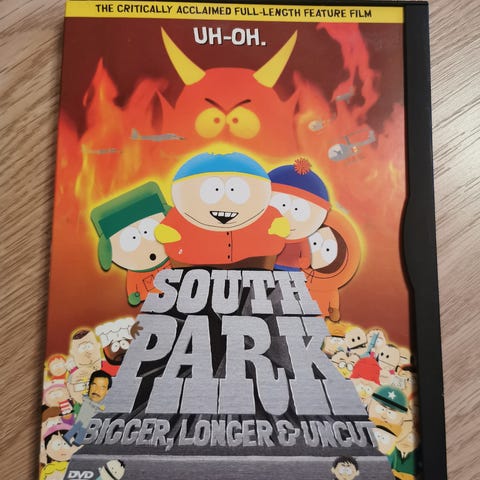 THE CRITICALLY ACCLAIMED FULL-LENGTH FEATURE FILM
UH-OH.
SOUTH
PARK
BIGGER, LONGER & UNCUT
DVD